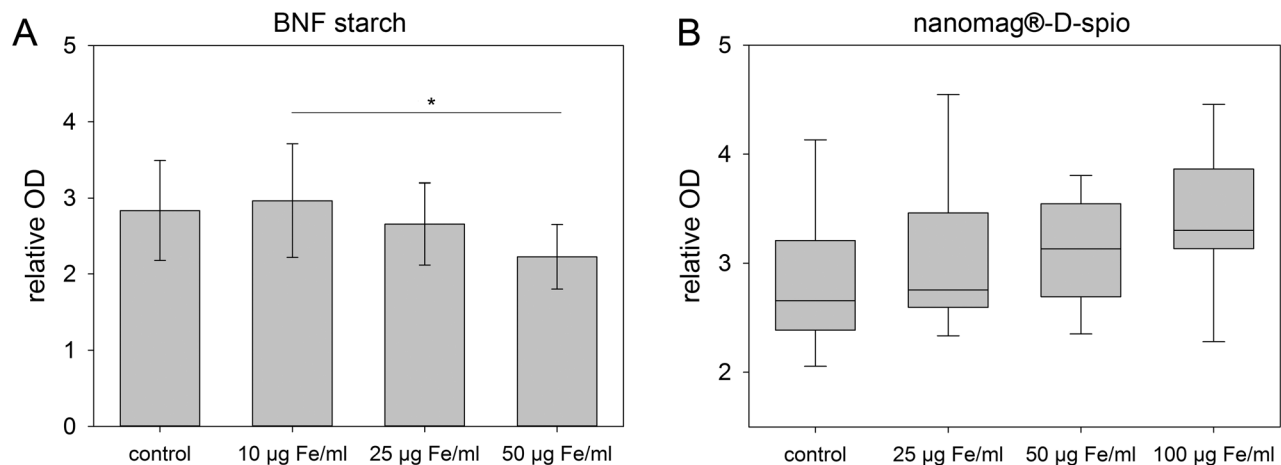 A
BNF starch
5
4
3
2
1
0
relative OD
*
control
10 µg Fe/ml
25 µg Fe/ml
50 µg Fe/ml
B
nanomag®-D-spio
5
4
3
2
relative OD
control
25 µg Fe/ml
50 µg Fe/ml
100 µg Fe/ml